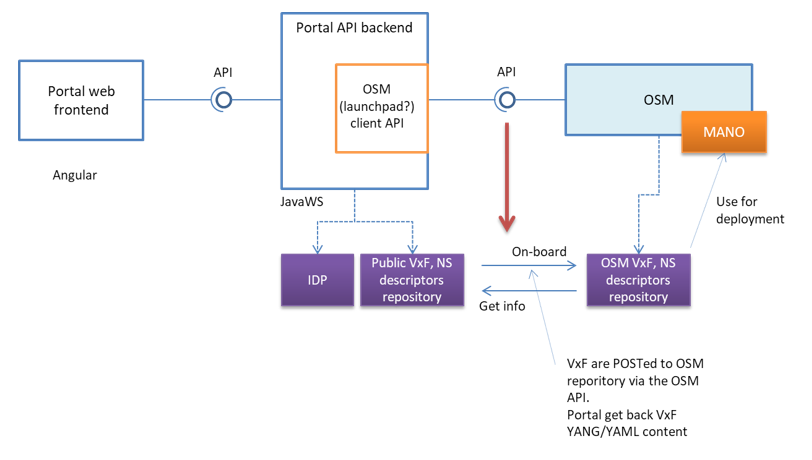 Portal API backend
API
API
Portal web
frontend
OSM
(launchpad?)
client API
OSM
MANO
Angular
JavaWS
Use for
deployment
On-board
IDP
Public VxF, NS
descriptors
repository
OSM VxF, NS
descriptors
repository
Get info
VxF are POSTed to OSM
reporitory via the OSM
API.
Portal get back VxF
YANG/YAML content